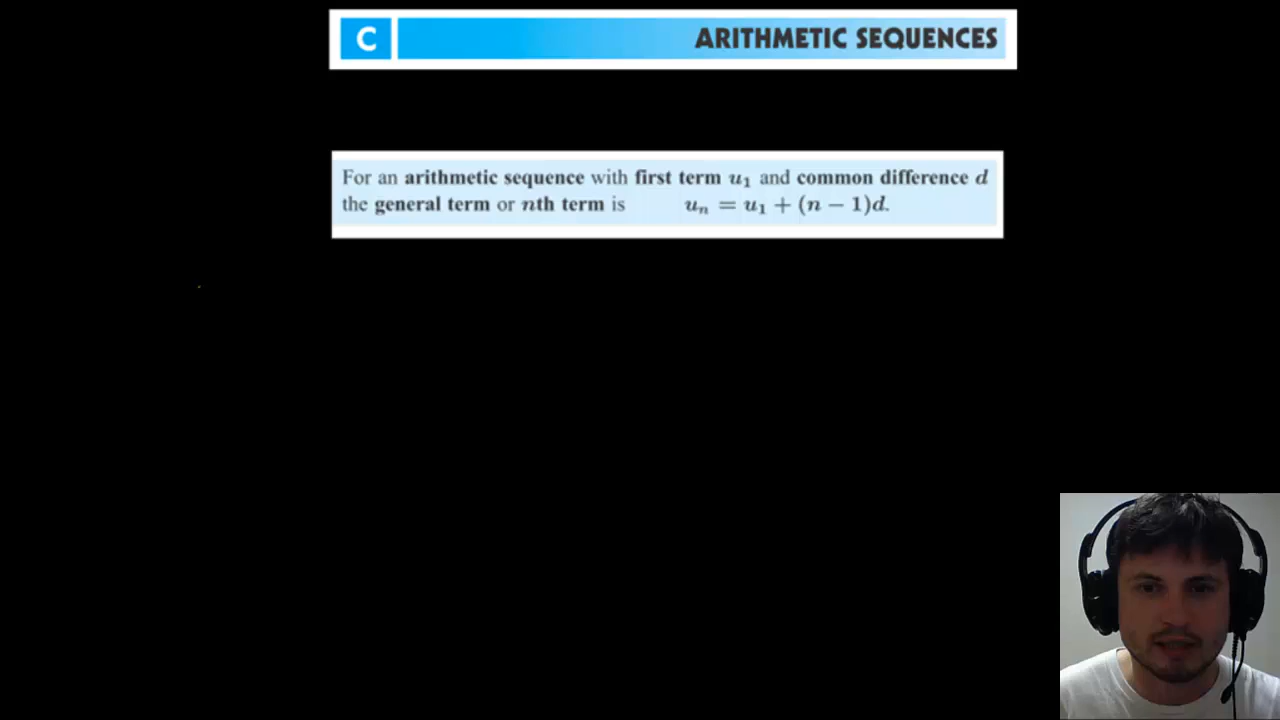 C ARITHMETIC SEQUENCES
For an arithmetic sequence with first term u₁ and common difference d
the general term or nth term is uₙ = u₁ + (n − 1)d.